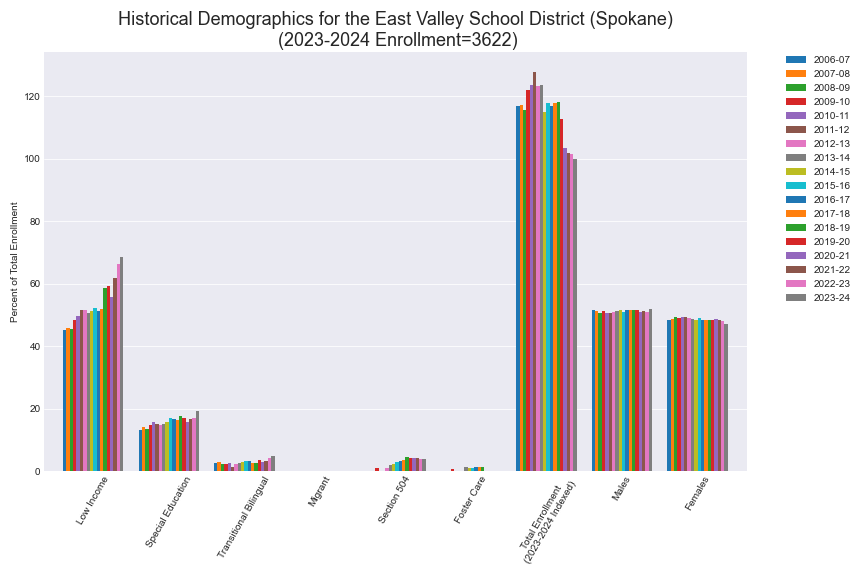 Historical Demographics for the East Valley School District (Spokane)
(2023-2024 Enrollment=3622)
Percent of Total Enrollment
120
100
80
60
40
20
0
Low Income
Special Education
Transitional Bilingual
Migrant
Section 504
Foster Care
Total Enrollment
(2023-2024 Indexed)
Males
Females
2006-07
2007-08
2008-09
2009-10
2010-11
2011-12
2012-13
2013-14
2014-15
2015-16
2016-17
2017-18
2018-19
2019-20
2020-21
2021-22
2022-23
2023-24